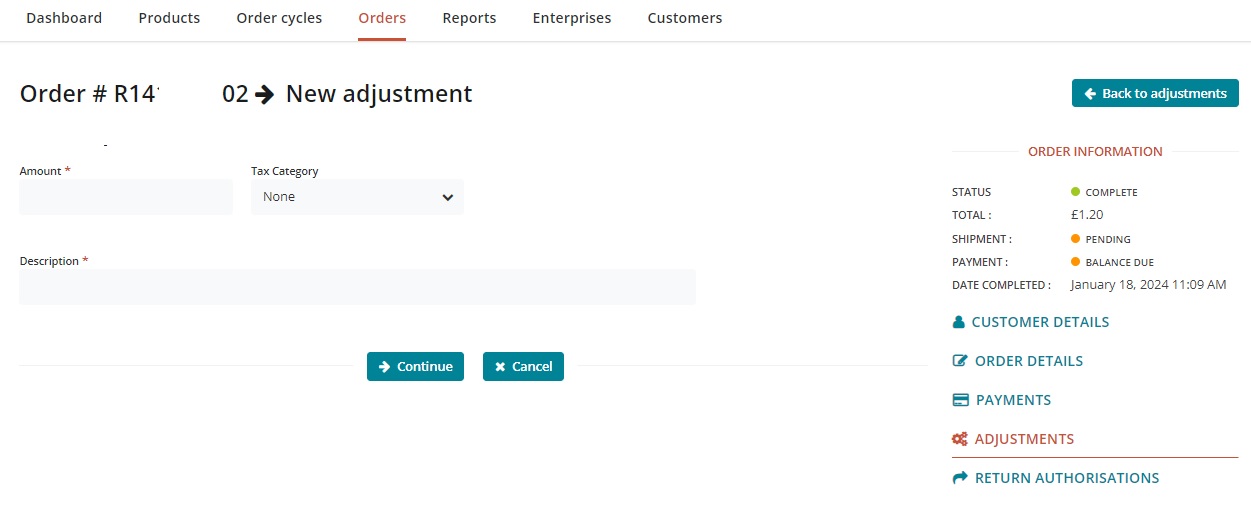 Dashboard Products Order cycles Orders Reports Enterprises Customers
Order # R14 02 → New adjustment
← Back to adjustments
Amount *
Tax Category
None
Description *
→ Continue
✖ Cancel
ORDER INFORMATION
STATUS COMPLETE
TOTAL : £1.20
SHIPMENT : PENDING
PAYMENT : BALANCE DUE
DATE COMPLETED : January 18, 2024 11:09 AM
CUSTOMER DETAILS
ORDER DETAILS
PAYMENTS
ADJUSTMENTS
RETURN AUTHORISATIONS